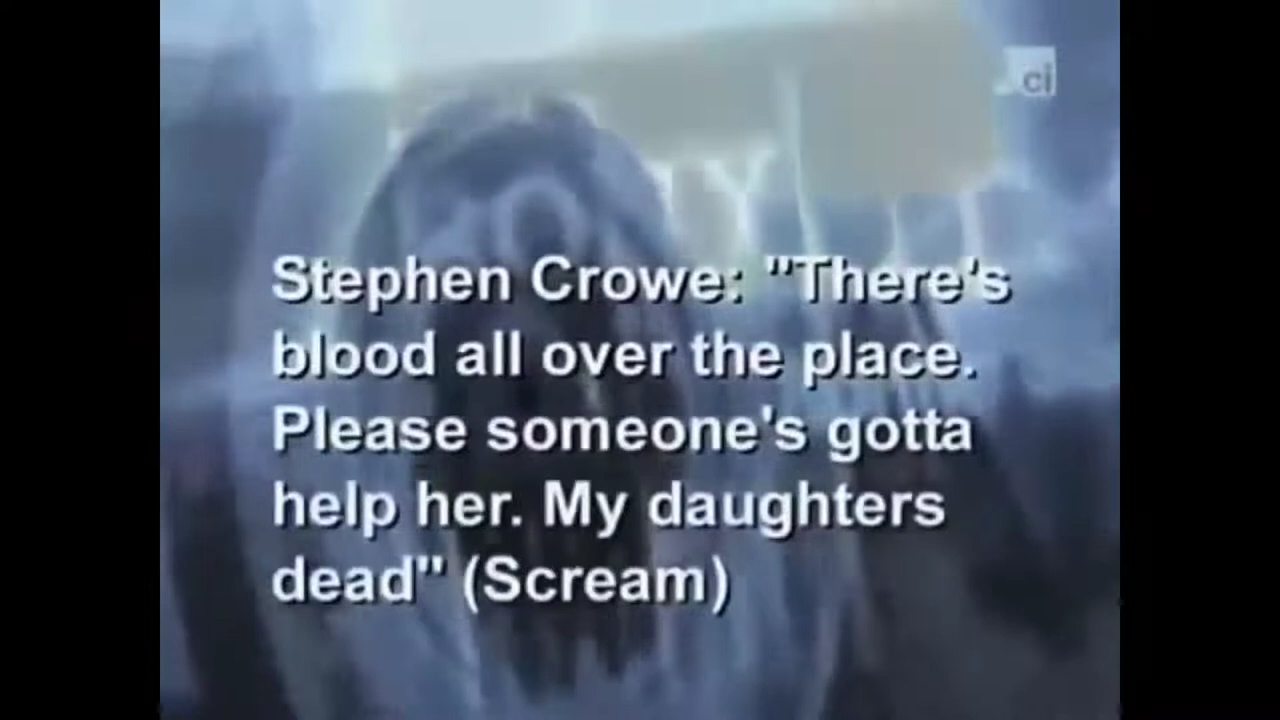 ci
Stephen Crowe: "There's
blood all over the place.
Please someone's gotta
help her. My daughters
dead" (Scream)